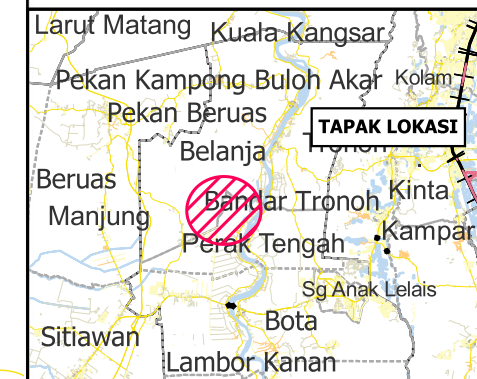 Larut Matang
Kuala Kangsar
Pekan Kampong Buloh Akar
Kolam
Pekan Beruas
TAPAK LOKASI
Tronoh
Belanja
Beruas
Bandar Tronoh
Kinta
Manjung
Perak Tengah
Kampar
Sg Anak Lelais
Bota
Sitiawan
Lambor Kanan